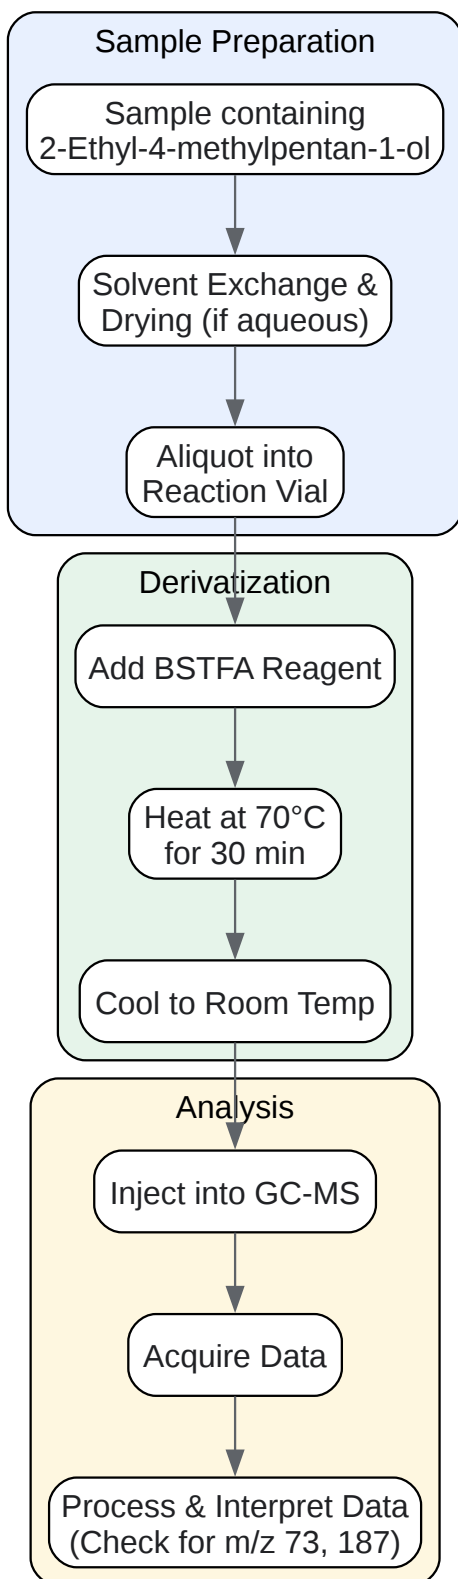 Sample Preparation
Sample containing
2-Ethyl-4-methylpentan-1-ol
Solvent Exchange &
Drying (if aqueous)
Aliquot into
Reaction Vial
Derivatization
Add BSTFA Reagent
Heat at 70°C
for 30 min
Cool to Room Temp
Analysis
Inject into GC-MS
Acquire Data
Process & Interpret Data
(Check for m/z 73, 187)